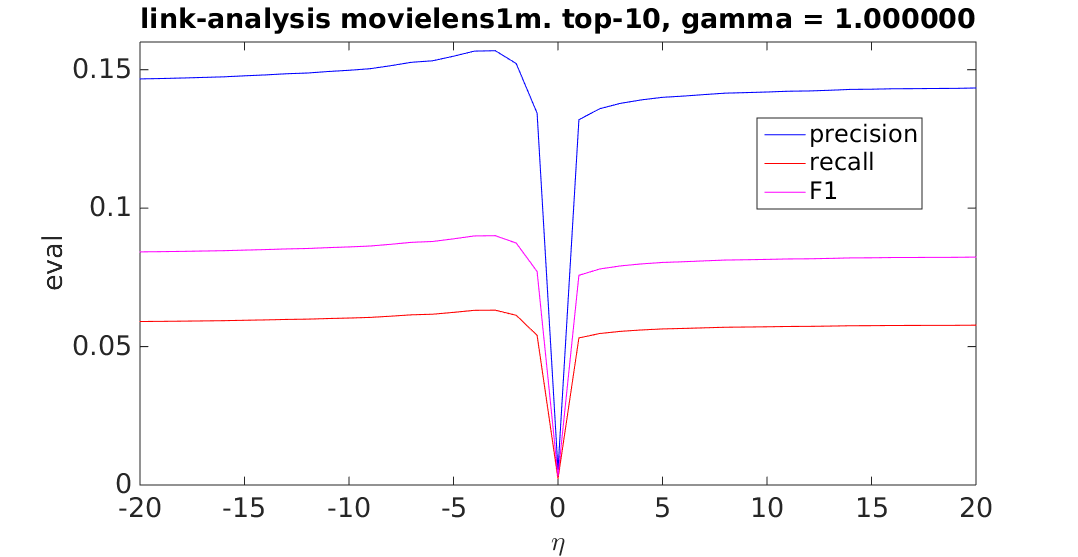 link-analysis movielens1m. top-10, gamma = 1.000000
0.15
0.1
0.05
0
eval
precision
recall
F1
-20 -15 -10 -5 0 5 10 15 20
η